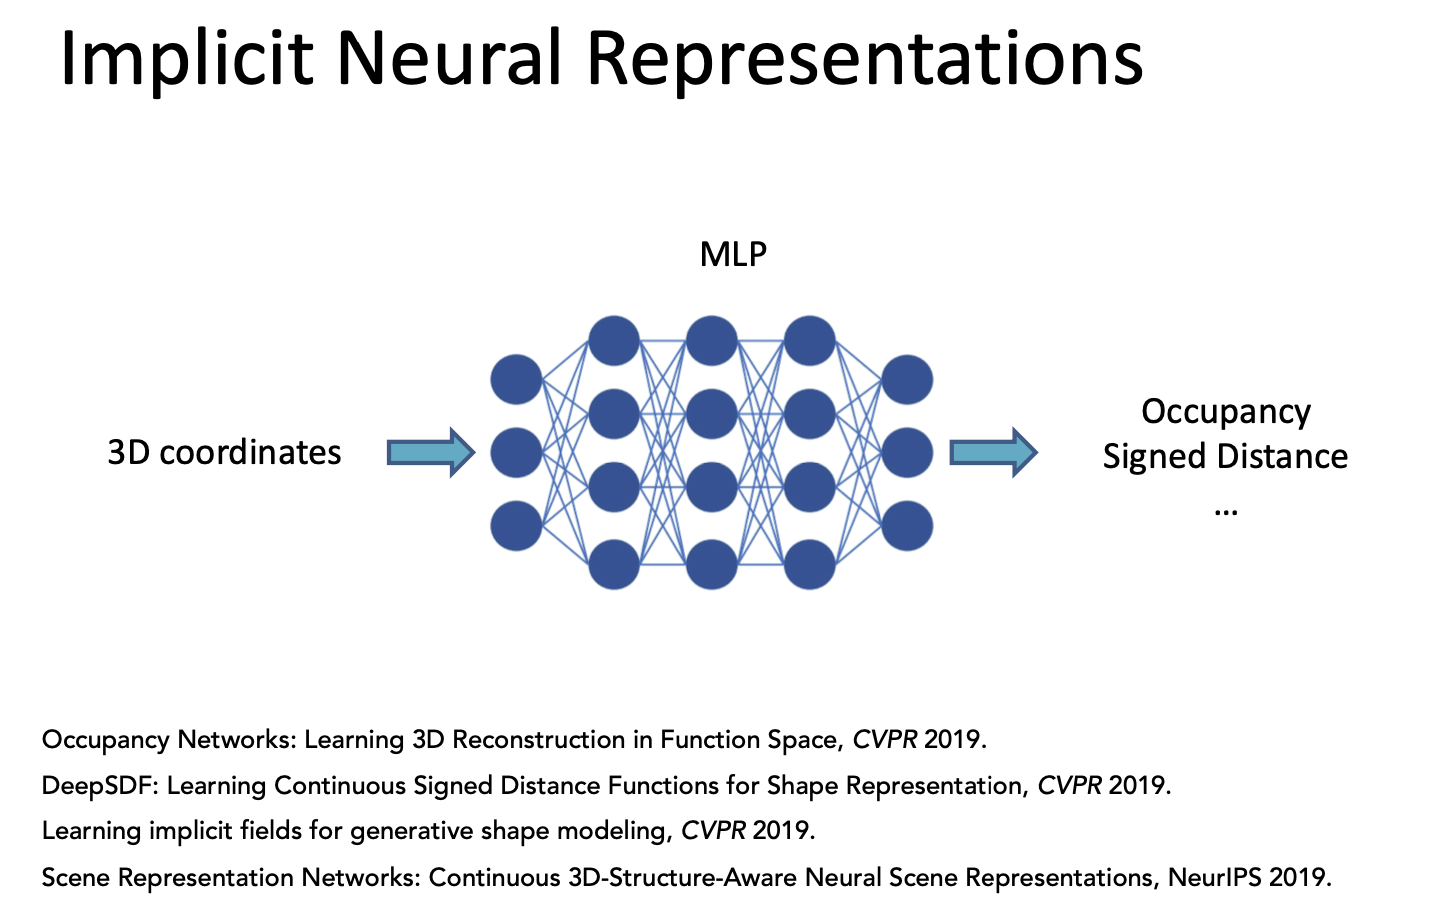 Implicit Neural Representations
MLP
3D coordinates
Occupancy
Signed Distance
...
Occupancy Networks: Learning 3D Reconstruction in Function Space, CVPR 2019.
DeepSDF: Learning Continuous Signed Distance Functions for Shape Representation, CVPR 2019.
Learning implicit fields for generative shape modeling, CVPR 2019.
Scene Representation Networks: Continuous 3D-Structure-Aware Neural Scene Representations, NeurIPS 2019.